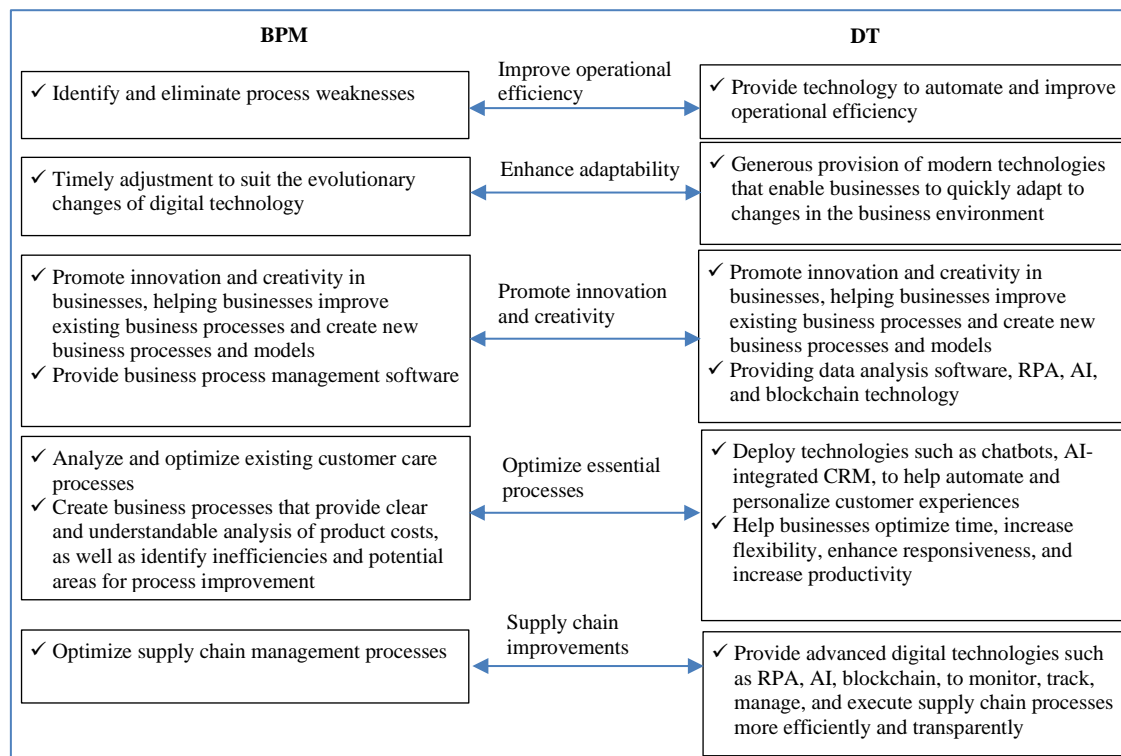 BPM
DT
✓ Identify and eliminate process weaknesses
Improve operational
efficiency
✓ Provide technology to automate and improve
operational efficiency
✓ Timely adjustment to suit the evolutionary
changes of digital technology
Enhance adaptability
✓ Generous provision of modern technologies
that enable businesses to quickly adapt to
changes in the business environment
✓ Promote innovation and creativity in
businesses, helping businesses improve
existing business processes and create new
business processes and models
✓ Provide business process management software
Promote innovation
and creativity
✓ Promote innovation and creativity in
businesses, helping businesses improve
existing business processes and create new
business processes and models
✓ Providing data analysis software, RPA, AI,
and blockchain technology
✓ Analyze and optimize existing customer care
processes
✓ Create business processes that provide clear
and understandable analysis of product costs,
as well as identify inefficiencies and potential
areas for process improvement
Optimize essential
processes
✓ Deploy technologies such as chatbots, AI-
integrated CRM, to help automate and
personalize customer experiences
✓ Help businesses optimize time, increase
flexibility, enhance responsiveness, and
increase productivity
✓ Optimize supply chain management processes
Supply chain
improvements
✓ Provide advanced digital technologies such
as RPA, AI, blockchain, to monitor, track,
manage, and execute supply chain processes
more efficiently and transparently